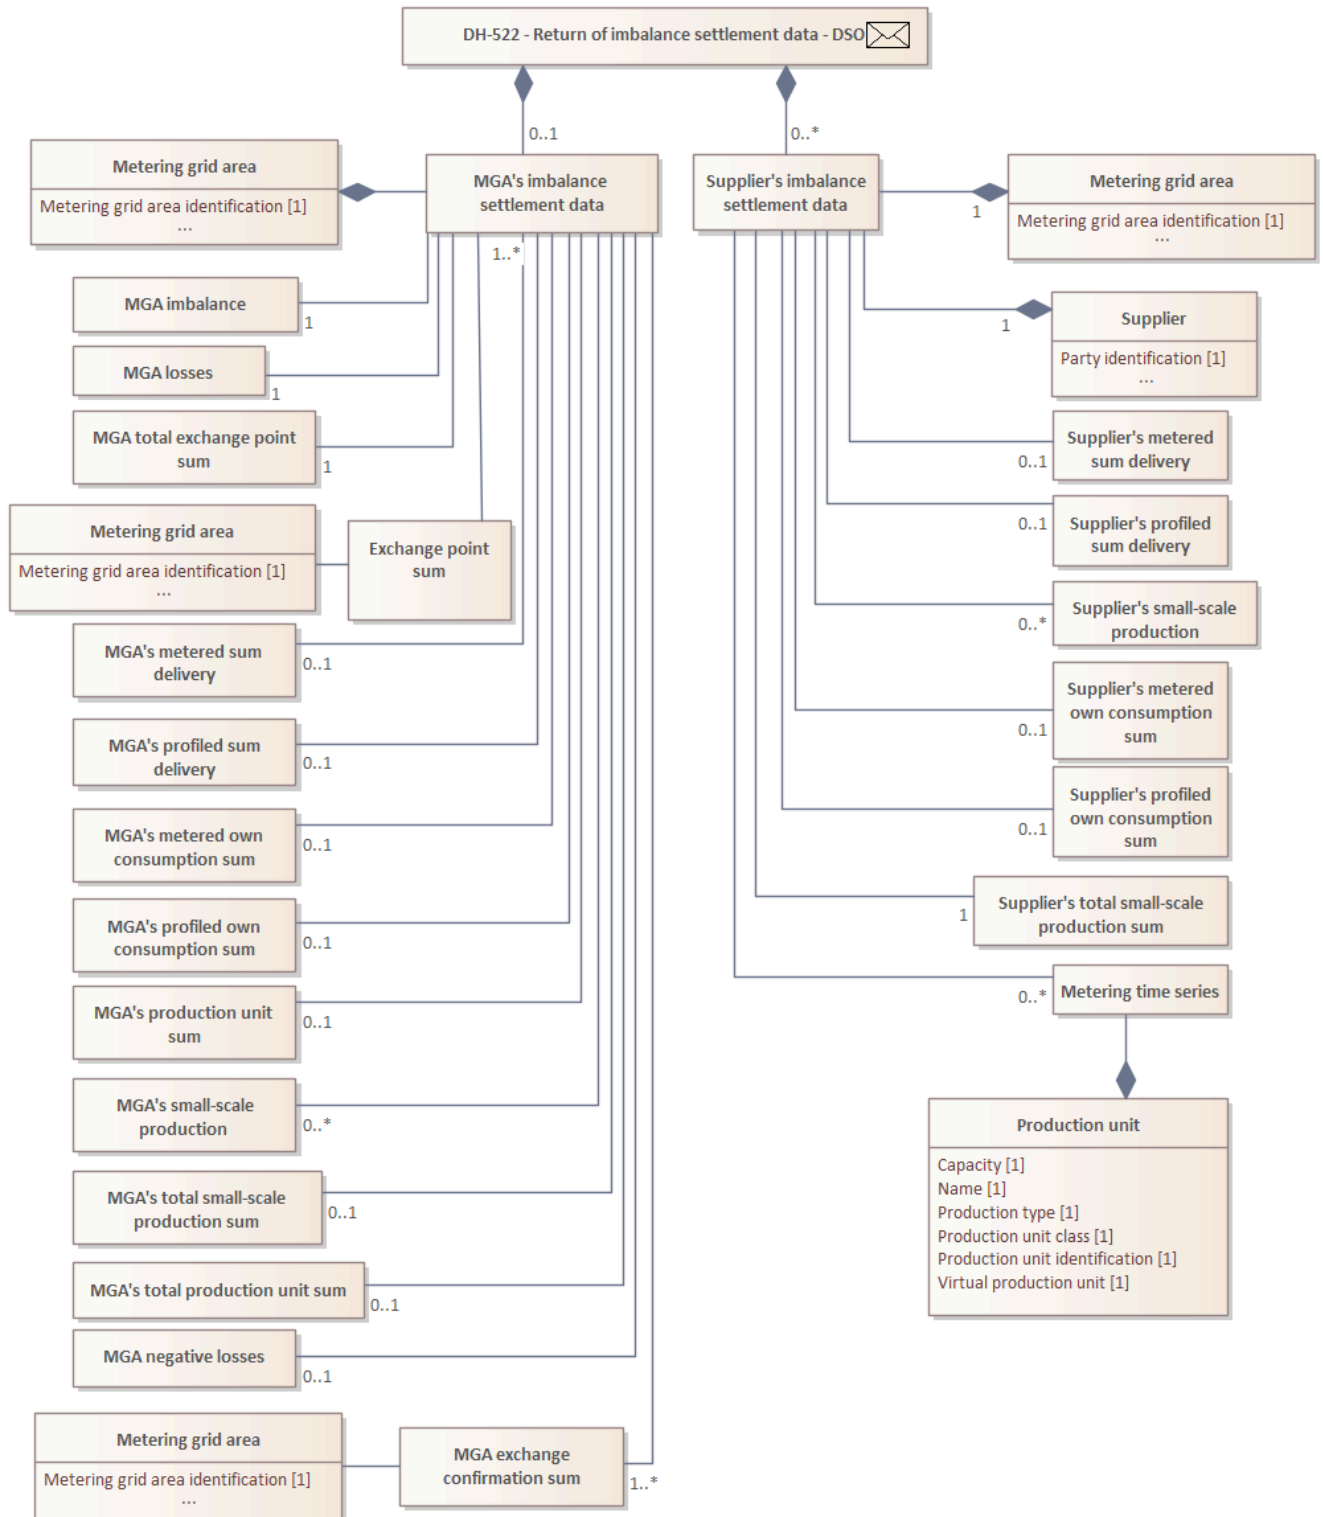 DH-522 - Return of imbalance settlement data - DSO
0..1
0..*
Metering grid area
Metering grid area identification [1]
...
MGA's imbalance
settlement data
1..*
Supplier's imbalance
settlement data
1
Metering grid area
Metering grid area identification [1]
...
MGA imbalance
1
MGA losses
1
MGA total exchange point
sum
1
Metering grid area
Metering grid area identification [1]
...
Exchange point
sum
MGA's metered sum
delivery
0..1
MGA's profiled sum
delivery
0..1
MGA's metered own
consumption sum
0..1
MGA's profiled own
consumption sum
0..1
MGA's production unit
sum
0..1
MGA's small-scale
production
0..*
MGA's total small-scale
production sum
0..1
MGA's total production unit sum
0..1
MGA negative losses
0..1
Metering grid area
Metering grid area identification [1]
...
MGA exchange
confirmation sum
1..*
1
Supplier
Party identification [1]
...
Supplier's metered
sum delivery
0..1
Supplier's profiled
sum delivery
0..1
Supplier's small-scale
production
0..*
Supplier's metered
own consumption
sum
0..1
Supplier's profiled
own consumption
sum
0..1
Supplier's total small-scale
production sum
1
Metering time series
0..*
Production unit
Capacity [1]
Name [1]
Production type [1]
Production unit class [1]
Production unit identification [1]
Virtual production unit [1]